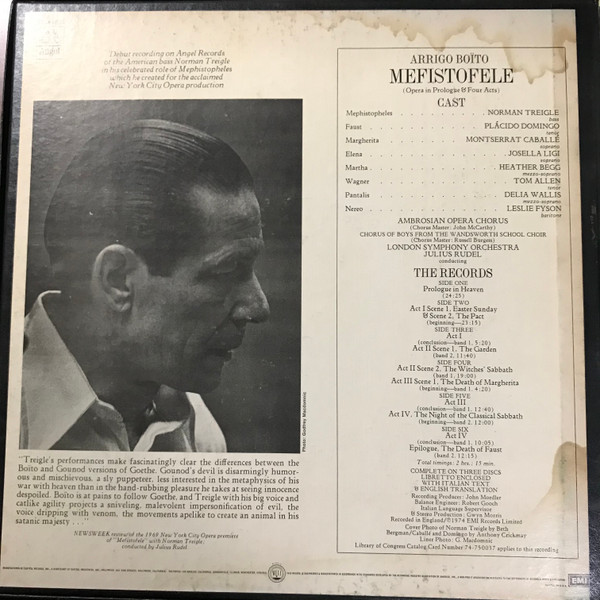 Debut recording on Angel Records
of the American bass Norman Treigle
in his celebrated role of Mephistopheles
which he created for the acclaimed
New York City Opera production
Photo: Godfrey MacDomnic
"Treigle's performances make fascinatingly clear the differences between the
Boïto and Gounod versions of Goethe. Gounod's devil is disarmingly humor-
ous and mischievous, a sly puppeteer, less interested in the metaphysics of his
war with heaven than in the hand-rubbing pleasure he takes at seeing innocence
despoiled. Boïto is at pains to follow Goethe, and Treigle with his big voice and
catlike agility projects a sniveling, malevolent impersonification of evil, the
voice dripping with venom, the movements apelike to create an animal in his
satanic majesty . . ."
NEWSWEEK review of the 1969 New York City Opera premiere
of "Mefistofele" with Norman Treigle,
conducted by Julius Rudel
ARRIGO BOÏTO
MEFISTOFELE
(Opera in Prologue & Four Acts)
CAST
Mephistopheles . . . . . . . . . . NORMAN TREIGLE
bass
Faust . . . . . . . . . . PLÁCIDO DOMINGO
tenor
Margherita . . . . . . . . . . MONTSERRAT CABALLÉ
soprano
Elena . . . . . . . . . . JOSELLA LIGI
soprano
Martha . . . . . . . . . . HEATHER BEGG
mezzo-soprano
Wagner . . . . . . . . . . TOM ALLEN
tenor
Pantalis . . . . . . . . . . DELIA WALLIS
mezzo-soprano
Nereo . . . . . . . . . . LESLIE FYSON
baritone
AMBROSIAN OPERA CHORUS
(Chorus Master: John McCarthy)
CHORUS OF BOYS FROM THE WANDSWORTH SCHOOL CHOIR
(Chorus Master: Russell Burgess)
LONDON SYMPHONY ORCHESTRA
JULIUS RUDEL
conducting
THE RECORDS
SIDE ONE
Prologue in Heaven
(24:25)
SIDE TWO
Act I Scene 1, Easter Sunday
& Scene 2, The Pact
(beginning—23:15)
SIDE THREE
Act I
(conclusion—band 1, 5:20)
Act II Scene 1, The Garden
(band 2, 11:40)
SIDE FOUR
Act II Scene 2, The Witches' Sabbath
(band 1, 19:00)
Act III Scene 1, The Death of Margherita
(beginning—band 1, 4:20)
SIDE FIVE
Act III
(conclusion—band 1, 12:40)
Act IV, The Night of the Classical Sabbath
(beginning—band 2, 12:00)
SIDE SIX
Act IV
(conclusion—band 1, 10:05)
Epilogue, The Death of Faust
(band 2, 12:15)
Total timings: 2 hrs.: 15 min.
COMPLETE ON THREE DISCS
LIBRETTO ENCLOSED
WITH ITALIAN TEXT
& ENGLISH TRANSLATION
Recording Producer: John Mordler
Balance Engineer: Robert Gooch
Italian Language Supervisor
& Stereo Production: Gwyn Morris
Recorded in England/℗1974 EMI Records Limited
Cover Photo of Norman Treigle by Beth
Bergman/Caballé and Domingo by Anthony Crickmay
Liner Photo: G. Macdomnic
Library of Congress Catalog Card Number 74-750037 applies to this recording
EMI